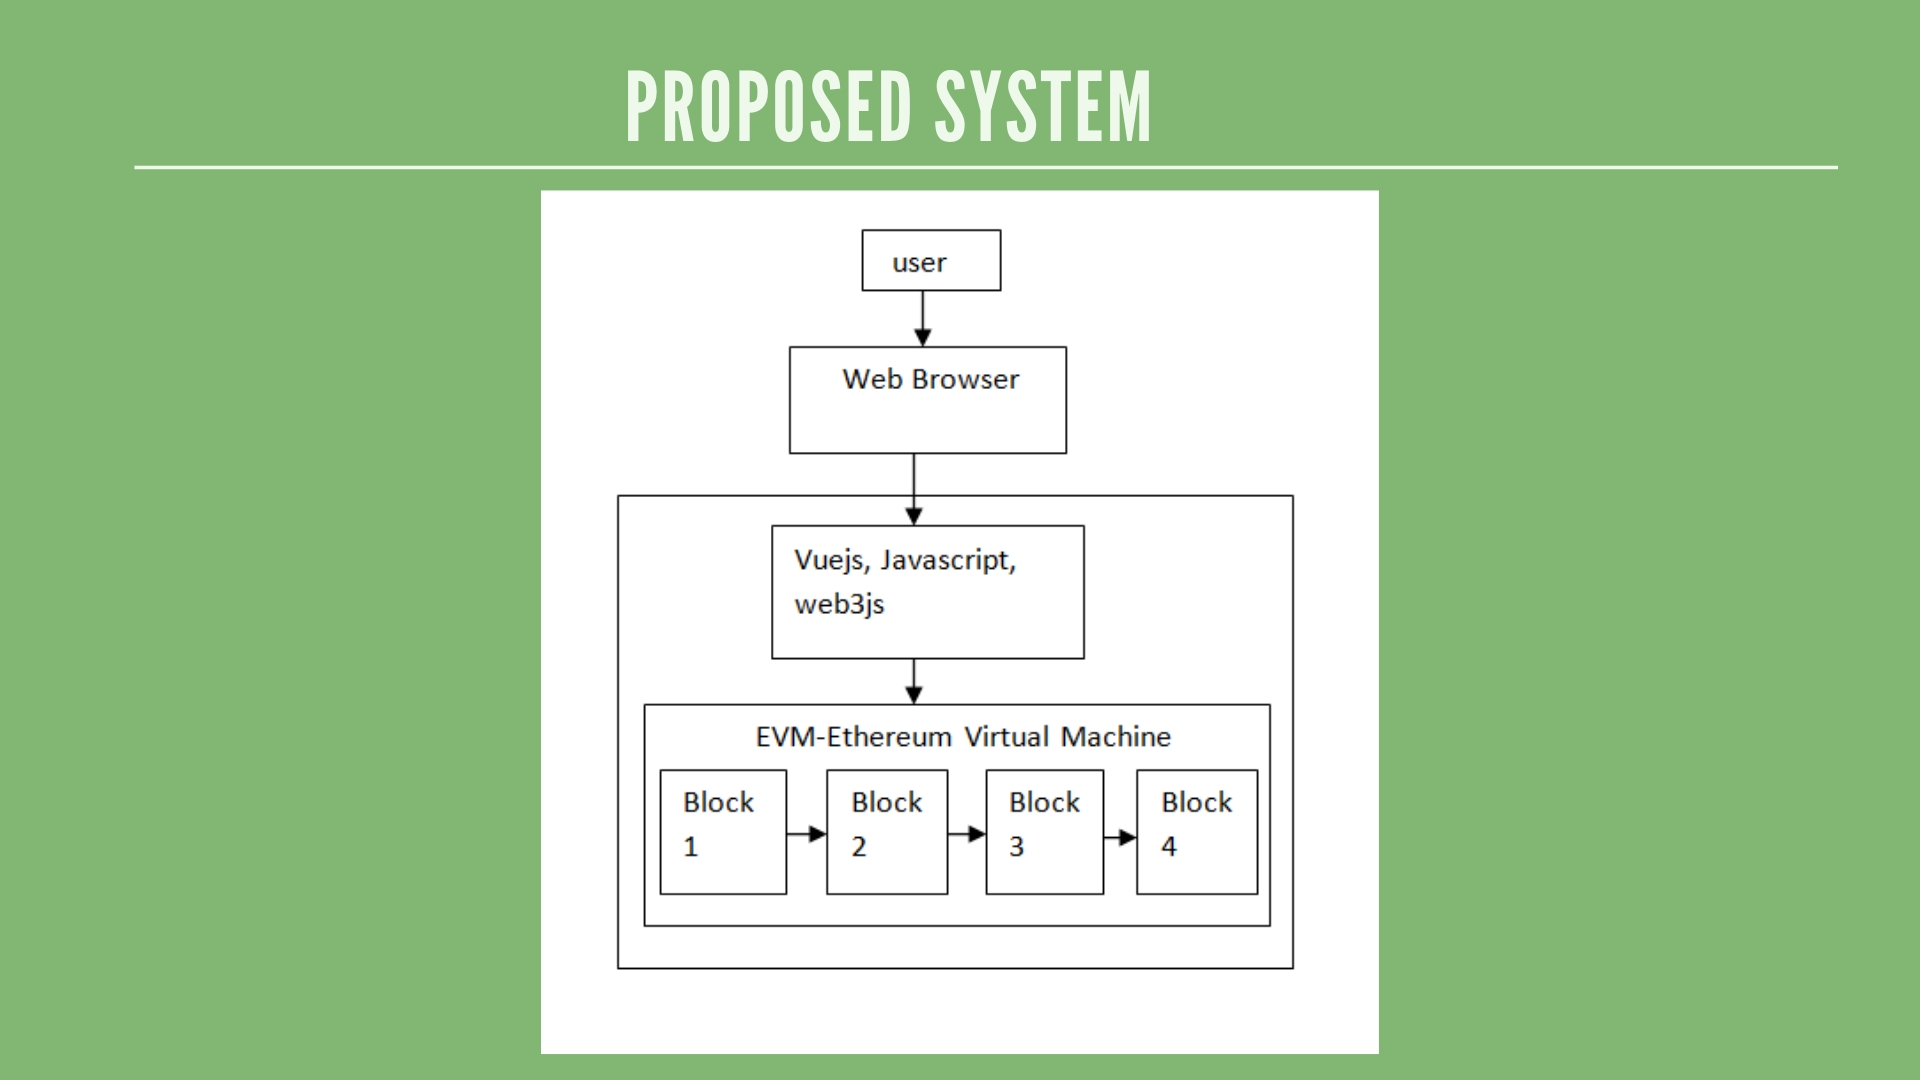 PROPOSED SYSTEM
user
Web Browser
Vuejs, Javascript,
web3js
EVM-Ethereum Virtual Machine
Block
1
Block
2
Block
3
Block
4